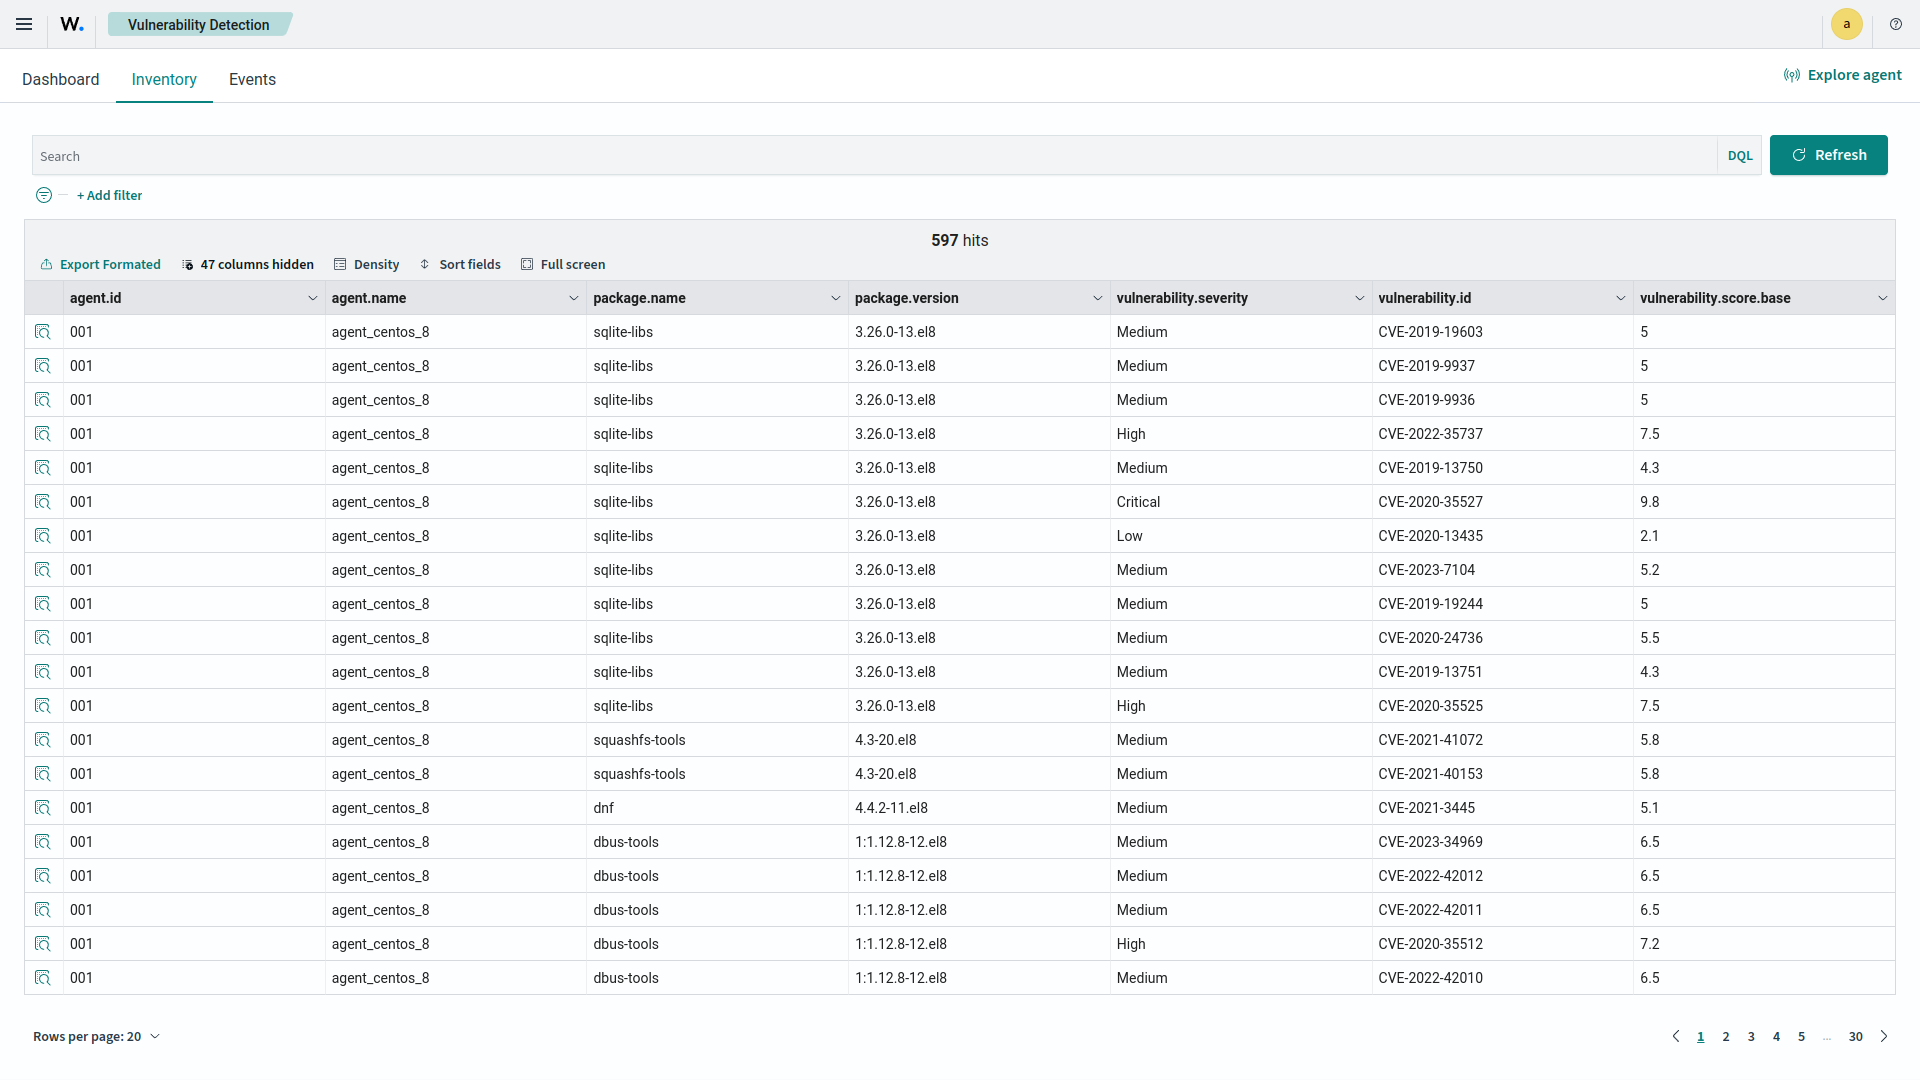 W. Vulnerability Detection a
Dashboard Inventory Events Explore agent
Search DQL Refresh
+ Add filter
597 hits
Export Formated 47 columns hidden Density Sort fields Full screen
agent.id agent.name package.name package.version vulnerability.severity vulnerability.id vulnerability.score.base
001 agent_centos_8 sqlite-libs 3.26.0-13.el8 Medium CVE-2019-19603 5
001 agent_centos_8 sqlite-libs 3.26.0-13.el8 Medium CVE-2019-9937 5
001 agent_centos_8 sqlite-libs 3.26.0-13.el8 Medium CVE-2019-9936 5
001 agent_centos_8 sqlite-libs 3.26.0-13.el8 High CVE-2022-35737 7.5
001 agent_centos_8 sqlite-libs 3.26.0-13.el8 Medium CVE-2019-13750 4.3
001 agent_centos_8 sqlite-libs 3.26.0-13.el8 Critical CVE-2020-35527 9.8
001 agent_centos_8 sqlite-libs 3.26.0-13.el8 Low CVE-2020-13435 2.1
001 agent_centos_8 sqlite-libs 3.26.0-13.el8 Medium CVE-2023-7104 5.2
001 agent_centos_8 sqlite-libs 3.26.0-13.el8 Medium CVE-2019-19244 5
001 agent_centos_8 sqlite-libs 3.26.0-13.el8 Medium CVE-2020-24736 5.5
001 agent_centos_8 sqlite-libs 3.26.0-13.el8 Medium CVE-2019-13751 4.3
001 agent_centos_8 sqlite-libs 3.26.0-13.el8 High CVE-2020-35525 7.5
001 agent_centos_8 squashfs-tools 4.3-20.el8 Medium CVE-2021-41072 5.8
001 agent_centos_8 squashfs-tools 4.3-20.el8 Medium CVE-2021-40153 5.8
001 agent_centos_8 dnf 4.4.2-11.el8 Medium CVE-2021-3445 5.1
001 agent_centos_8 dbus-tools 1:1.12.8-12.el8 Medium CVE-2023-34969 6.5
001 agent_centos_8 dbus-tools 1:1.12.8-12.el8 Medium CVE-2022-42012 6.5
001 agent_centos_8 dbus-tools 1:1.12.8-12.el8 Medium CVE-2022-42011 6.5
001 agent_centos_8 dbus-tools 1:1.12.8-12.el8 High CVE-2020-35512 7.2
001 agent_centos_8 dbus-tools 1:1.12.8-12.el8 Medium CVE-2022-42010 6.5
Rows per page: 20 1 2 3 4 5 ... 30